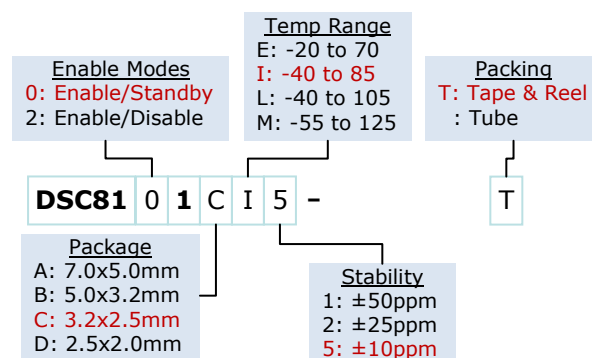 Temp Range
E: -20 to 70
I: -40 to 85
L: -40 to 105
M: -55 to 125
Enable Modes
0: Enable/Standby
2: Enable/Disable
Packing
T: Tape & Reel
: Tube
DSC81 0 1 C I 5 - T
Package
A: 7.0x5.0mm
B: 5.0x3.2mm
C: 3.2x2.5mm
D: 2.5x2.0mm
Stability
1: ±50ppm
2: ±25ppm
5: ±10ppm